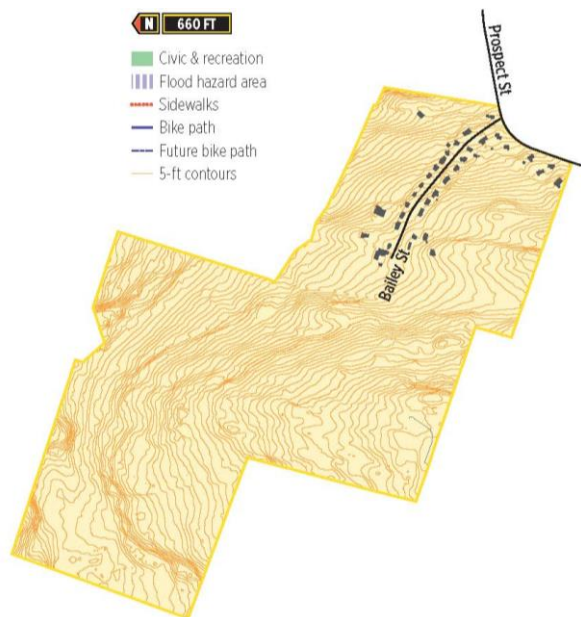 N 660 FT
Civic & recreation
Flood hazard area
Sidewalks
Bike path
Future bike path
5-ft contours
Prospect St
Bailey St